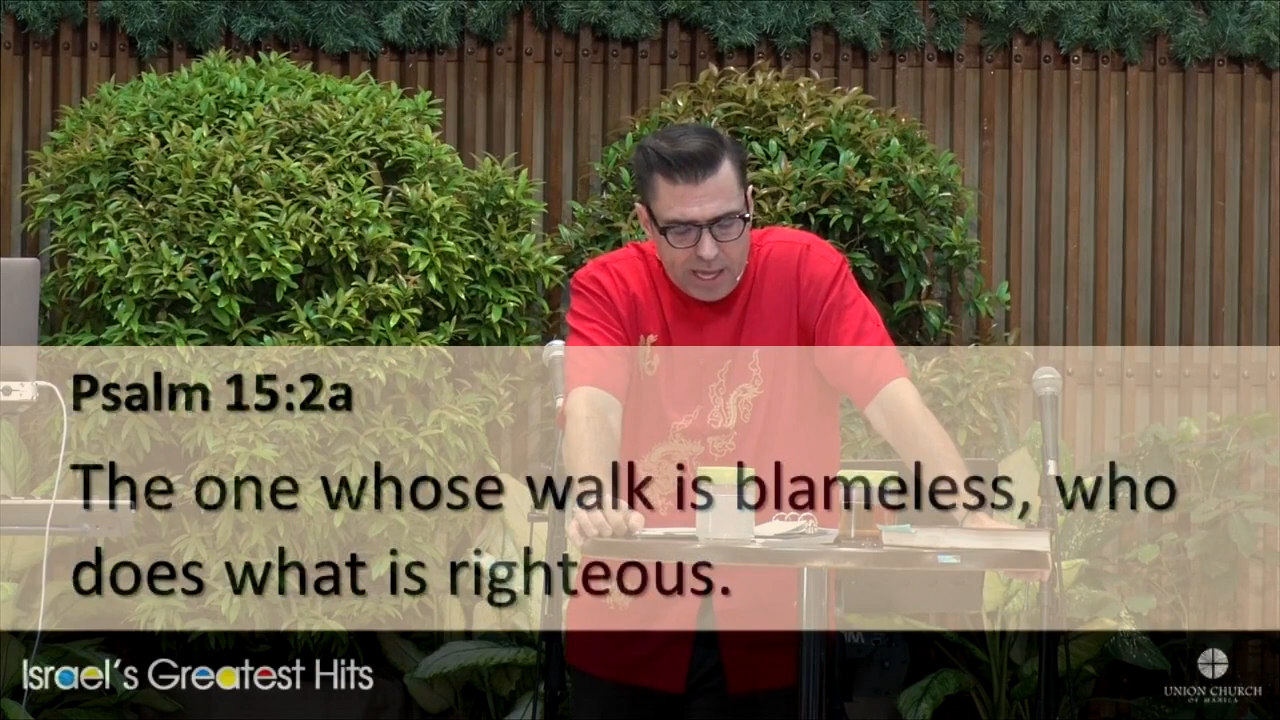 Psalm 15:2a
The one whose walk is blameless, who
does what is righteous.
Israel's Greatest Hits
UNION CHURCH
OF MANILA